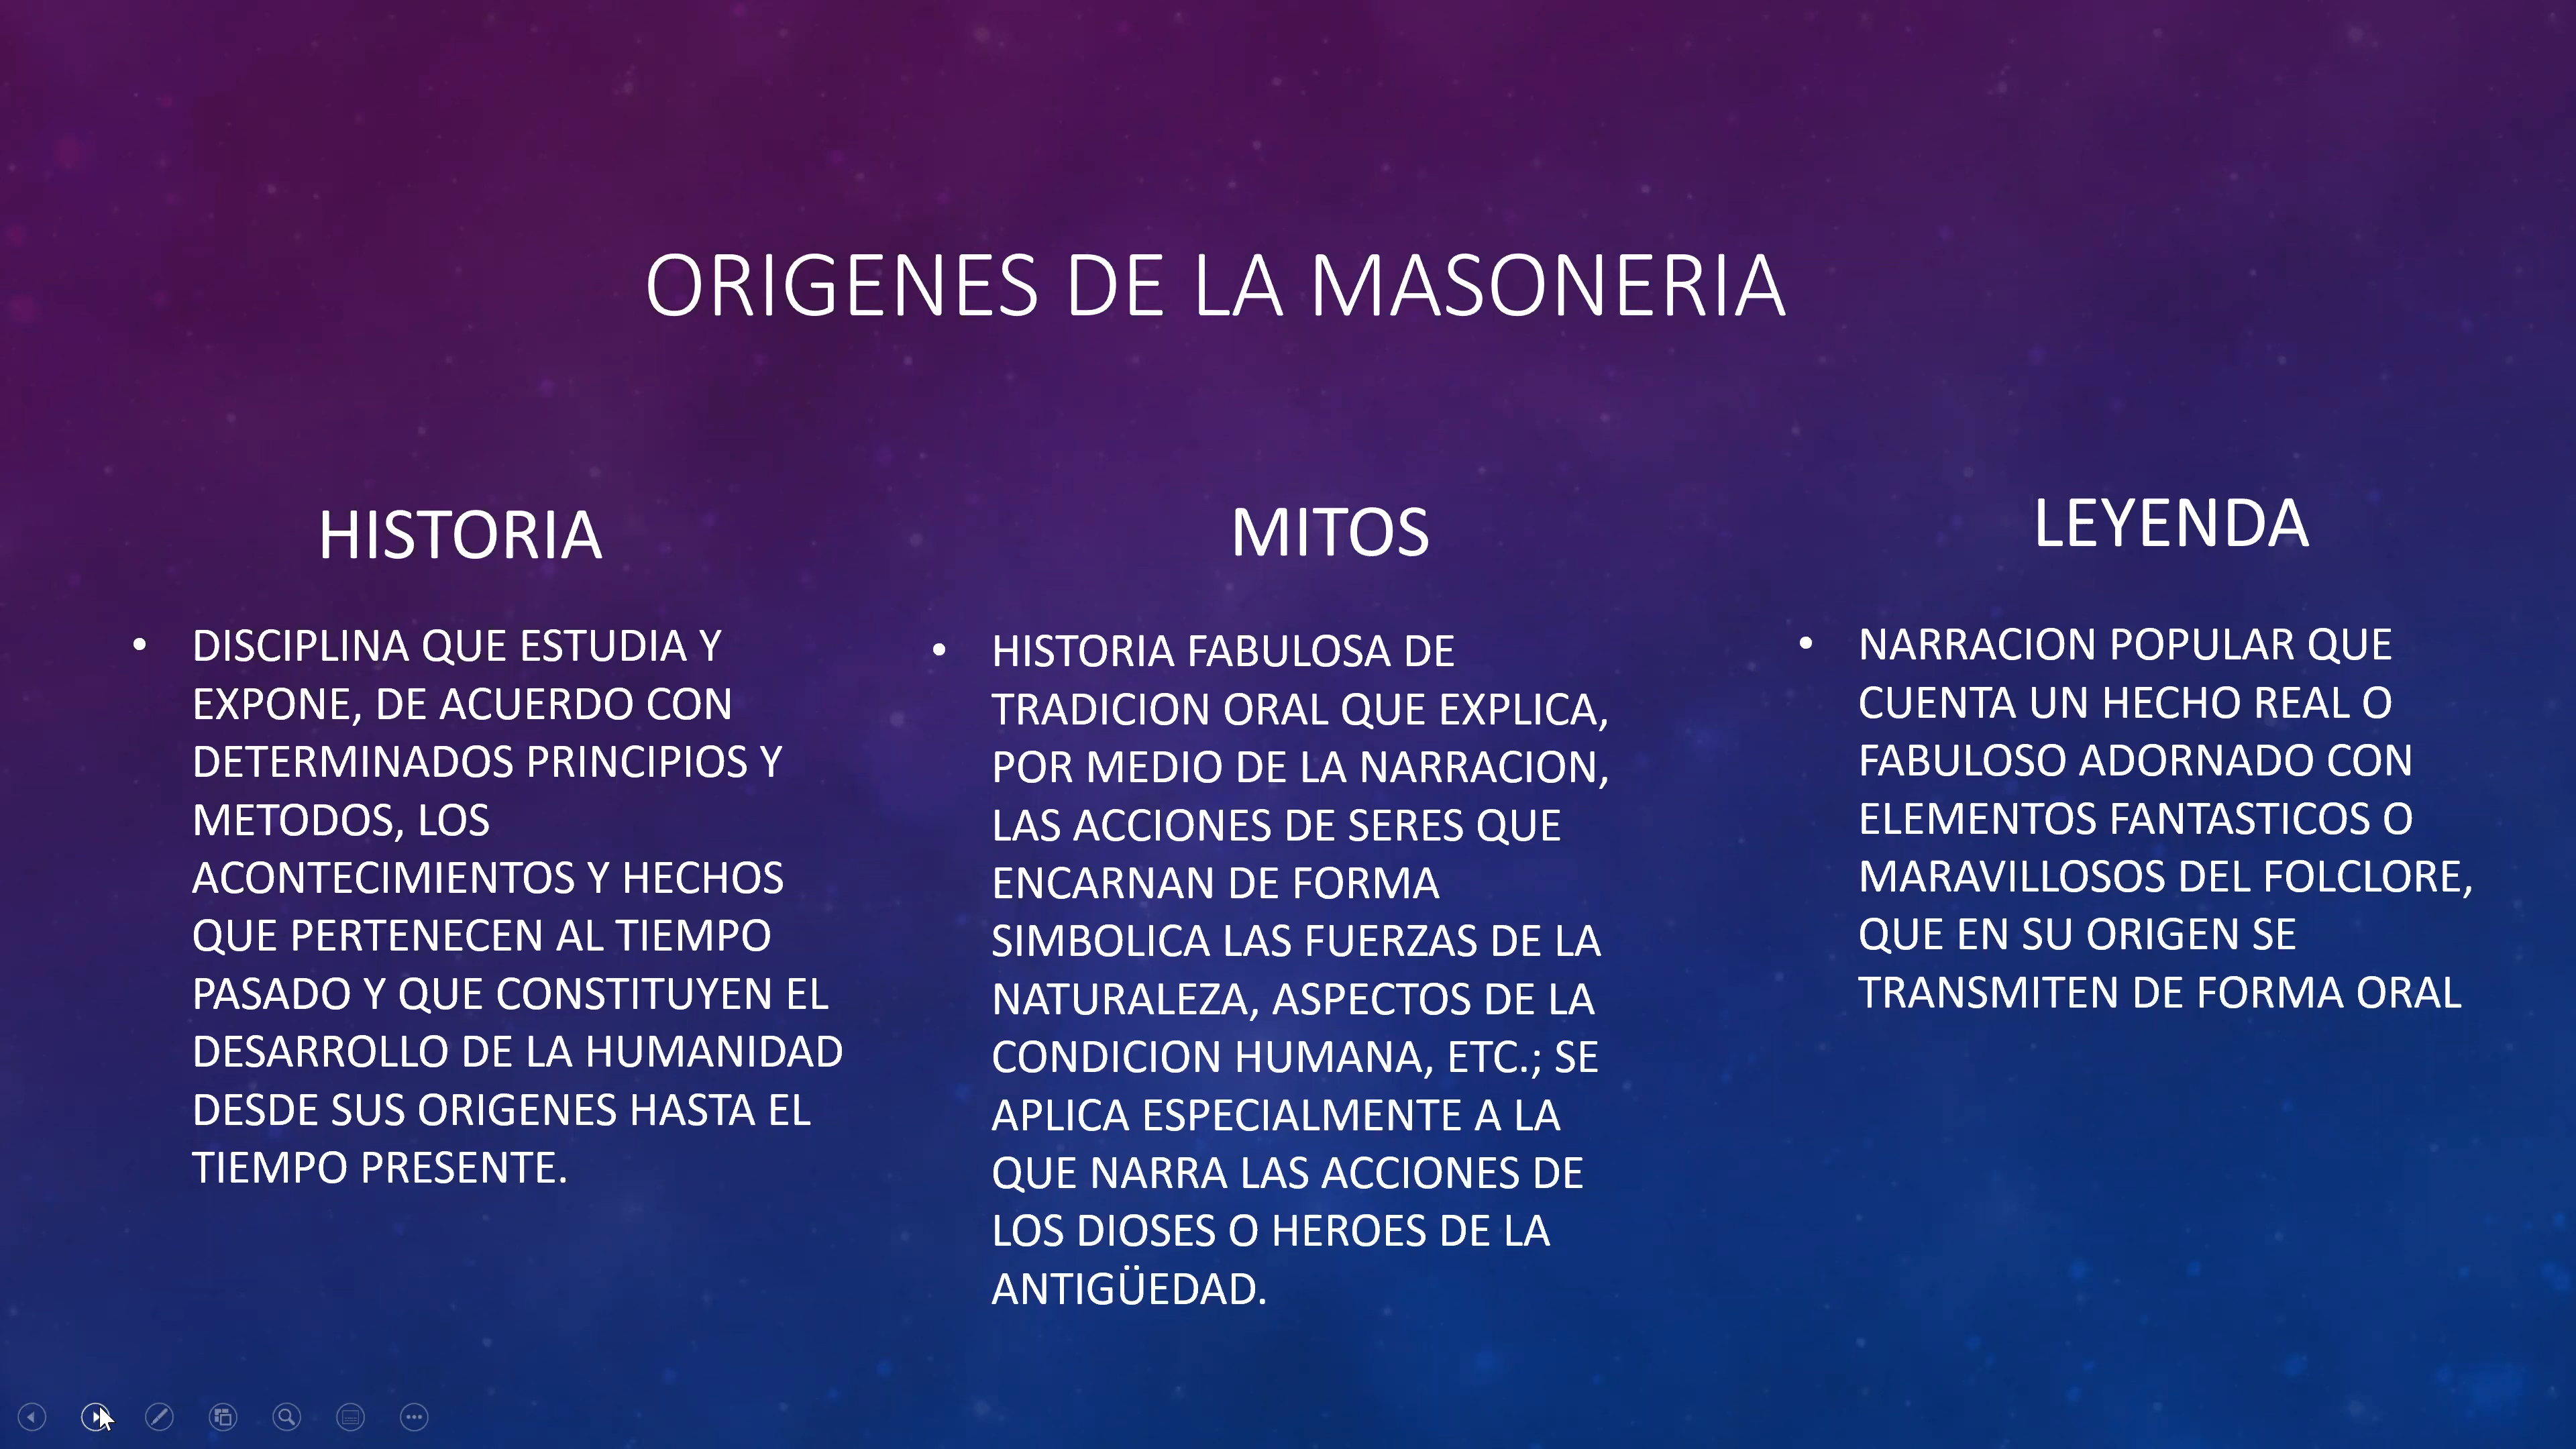 ORIGENES DE LA MASONERIA
HISTORIA
• DISCIPLINA QUE ESTUDIA Y
EXPONE, DE ACUERDO CON
DETERMINADOS PRINCIPIOS Y
METODOS, LOS
ACONTECIMIENTOS Y HECHOS
QUE PERTENECEN AL TIEMPO
PASADO Y QUE CONSTITUYEN EL
DESARROLLO DE LA HUMANIDAD
DESDE SUS ORIGENES HASTA EL
TIEMPO PRESENTE.
MITOS
• HISTORIA FABULOSA DE
TRADICION ORAL QUE EXPLICA,
POR MEDIO DE LA NARRACION,
LAS ACCIONES DE SERES QUE
ENCARNAN DE FORMA
SIMBOLICA LAS FUERZAS DE LA
NATURALEZA, ASPECTOS DE LA
CONDICION HUMANA, ETC.; SE
APLICA ESPECIALMENTE A LA
QUE NARRA LAS ACCIONES DE
LOS DIOSES O HEROES DE LA
ANTIGÜEDAD.
LEYENDA
• NARRACION POPULAR QUE
CUENTA UN HECHO REAL O
FABULOSO ADORNADO CON
ELEMENTOS FANTASTICOS O
MARAVILLOSOS DEL FOLCLORE,
QUE EN SU ORIGEN SE
TRANSMITEN DE FORMA ORAL